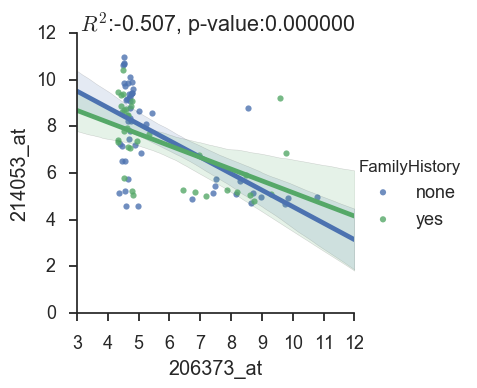 R²:-0.507, p-value:0.000000
12
10
8
6
4
2
0
214053_at
3 4 5 6 7 8 9 10 11 12
206373_at
FamilyHistory
none
yes